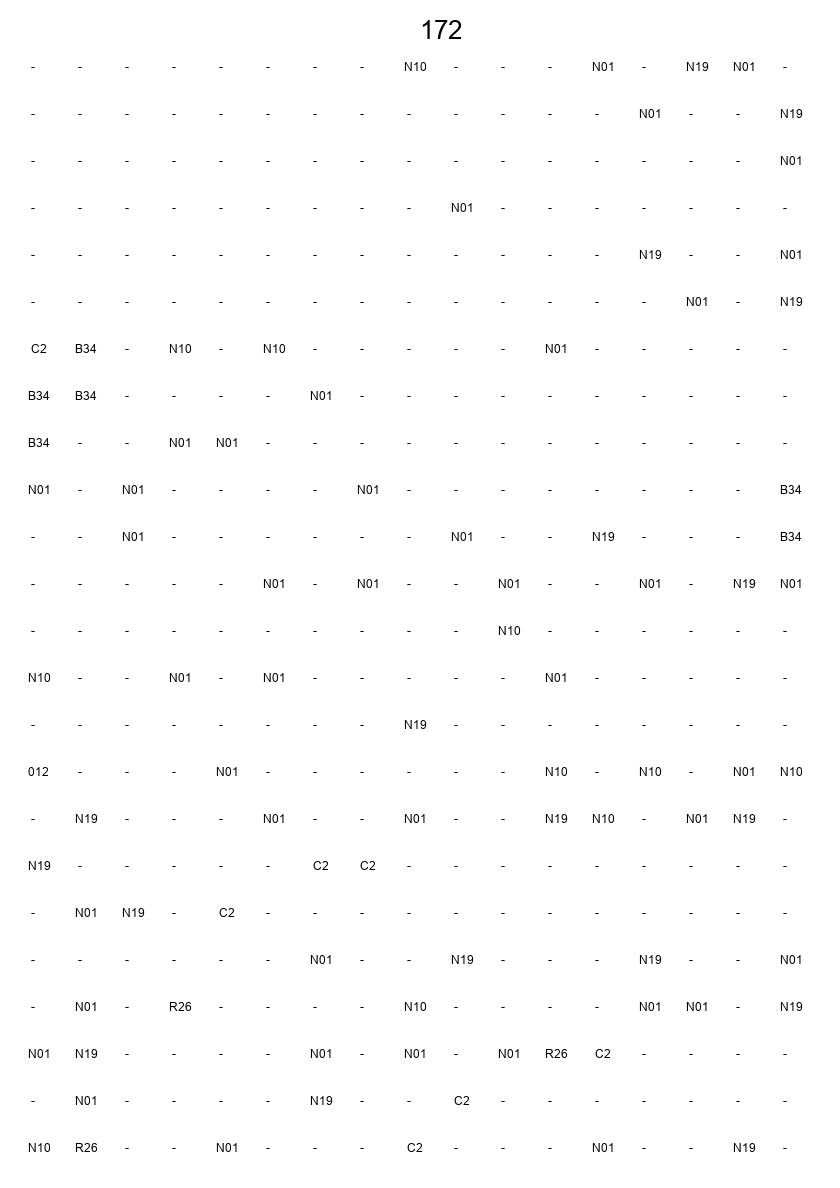 172
- - - - - - - - N10 - - - N01 - N19 N01 -
- - - - - - - - - - - - - N01 - - N19
- - - - - - - - - - - - - - - - N01
- - - - - - - - - N01 - - - - - - -
- - - - - - - - - - - - - N19 - - N01
- - - - - - - - - - - - - - N01 - N19
C2 B34 - N10 - N10 - - - - - N01 - - - - -
B34 B34 - - - - N01 - - - - - - - - - -
B34 - - N01 N01 - - - - - - - - - - - -
N01 - N01 - - - - N01 - - - - - - - - B34
- - N01 - - - - - - N01 - - N19 - - - B34
- - - - - N01 - N01 - - N01 - - N01 - N19 N01
- - - - - - - - - - N10 - - - - - -
N10 - - N01 - N01 - - - - - N01 - - - - -
- - - - - - - - N19 - - - - - - - -
012 - - - N01 - - - - - - N10 - N10 - N01 N10
- N19 - - - N01 - - N01 - - N19 N10 - N01 N19 -
N19 - - - - - C2 C2 - - - - - - - - -
- N01 N19 - C2 - - - - - - - - - - - -
- - - - - - N01 - - N19 - - - N19 - - N01
- N01 - R26 - - - - N10 - - - - N01 N01 - N19
N01 N19 - - - - N01 - N01 - N01 R26 C2 - - - -
- N01 - - - - N19 - - C2 - - - - - - -
N10 R26 - - N01 - - - C2 - - - N01 - - N19 -